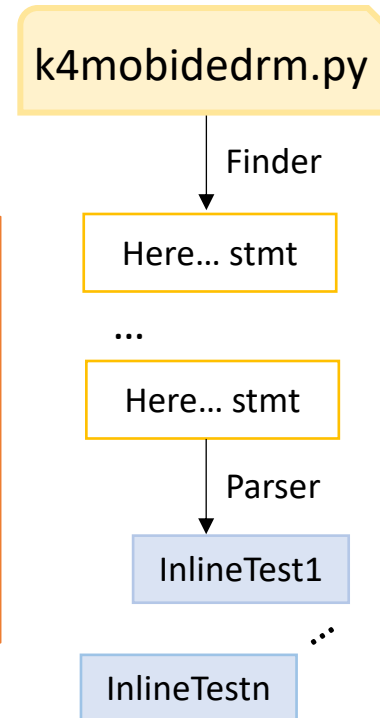 k4mobidedrm.py
Finder
Here... stmt
...
Here... stmt
Parser
InlineTest1
...
InlineTestn